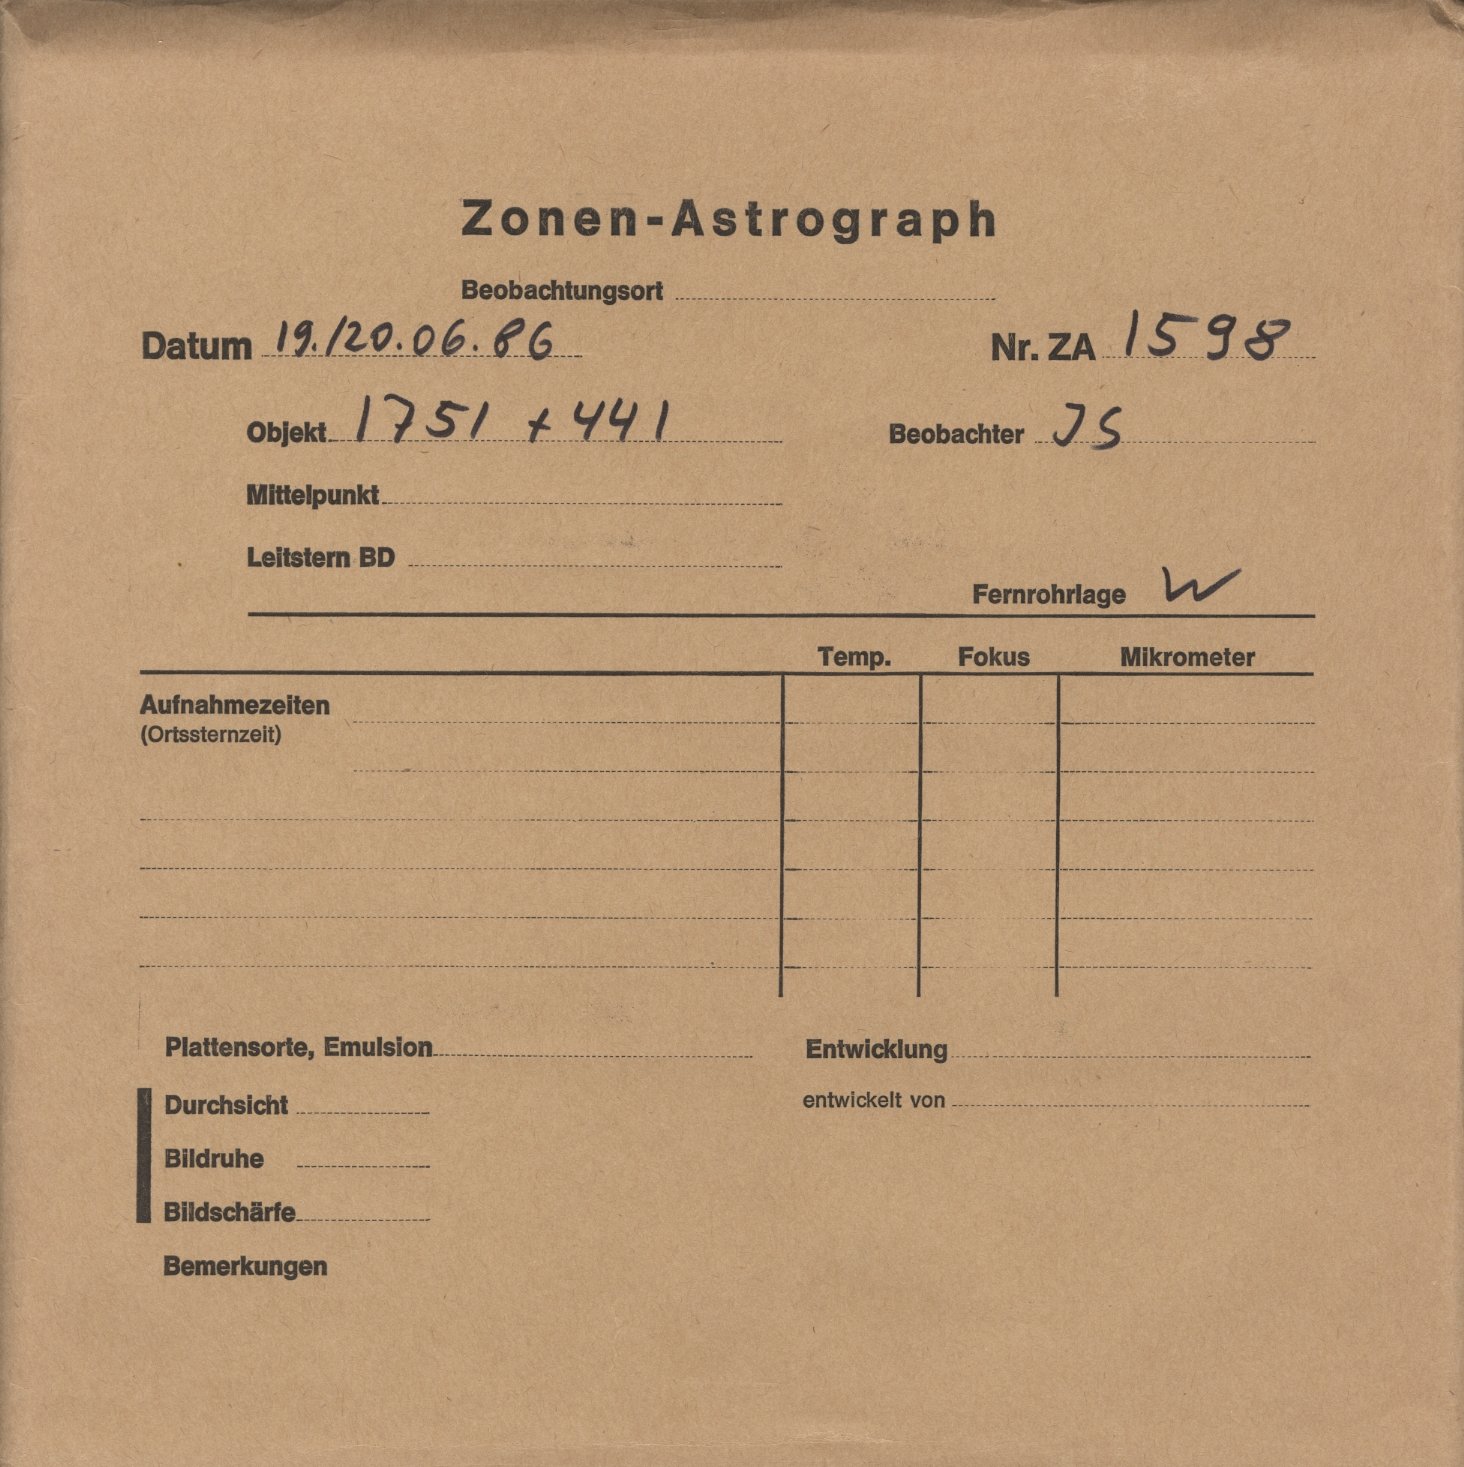 Zonen-Astrograph
Beobachtungsort
Datum 19./20.06.86
Nr. ZA 1598
Objekt 1751 + 441
Beobachter JS
Mittelpunkt
Leitstern BD
Fernrohrlage W
Temp. Fokus Mikrometer
Aufnahmezeiten
(Ortssternzeit)
Plattensorte, Emulsion
Entwicklung
Durchsicht
entwickelt von
Bildruhe
Bildschärfe
Bemerkungen